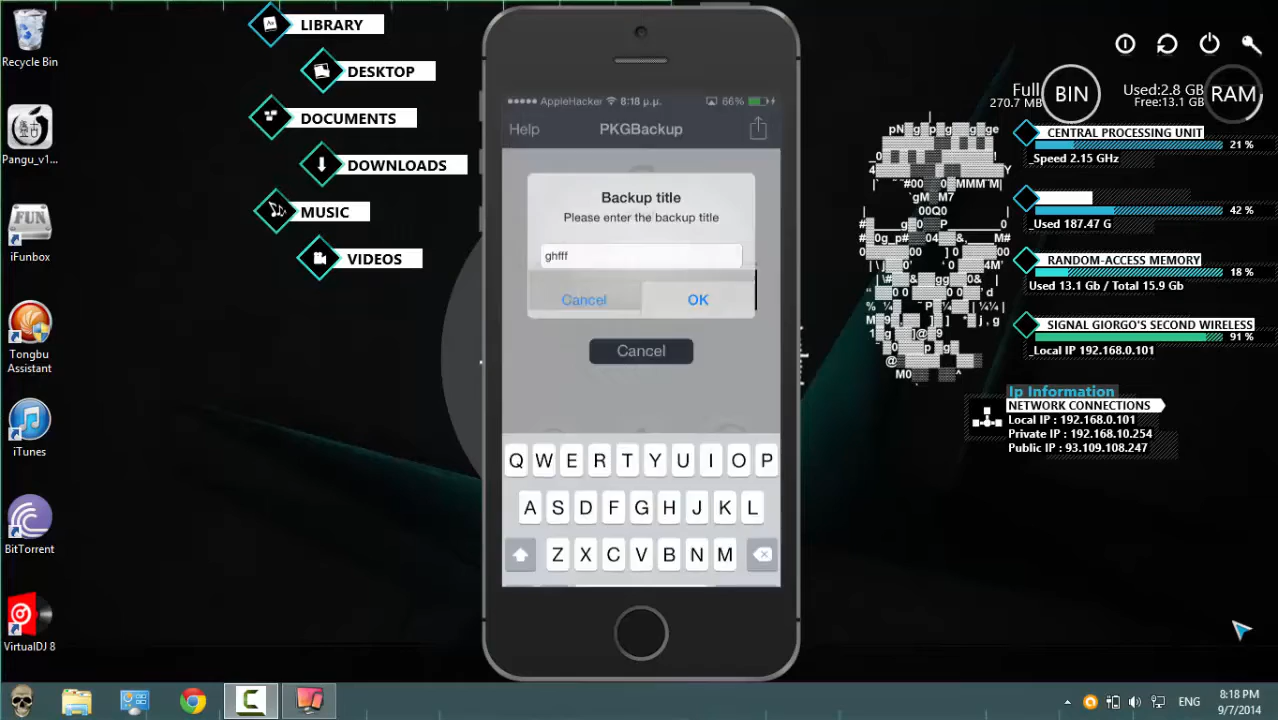 Recycle Bin
Pangu_v1...
iFunbox
Tongbu
Assistant
iTunes
BitTorrent
VirtualDJ 8
LIBRARY
DESKTOP
DOCUMENTS
DOWNLOADS
MUSIC
VIDEOS
AppleHacker 8:18 μ.μ. 66%
Help PKGBackup
Backup title
Please enter the backup title
ghfff
Cancel OK
Cancel
Q W E R T Y U I O P
A S D F G H J K L
Z X C V B N M
Full
270.7 MB
BIN
Used:2.8 GB
Free:13.1 GB
RAM
CENTRAL PROCESSING UNIT
21 %
_Speed 2.15 GHz
42 %
_Used 187.47 G
RANDOM-ACCESS MEMORY
18 %
Used 13.1 Gb / Total 15.9 Gb
SIGNAL GIORGO'S SECOND WIRELESS
91 %
_Local IP 192.168.0.101
Ip Information
NETWORK CONNECTIONS
Local IP : 192.168.0.101
Private IP : 192.168.10.254
Public IP : 93.109.108.247
ENG
8:18 PM
9/7/2014